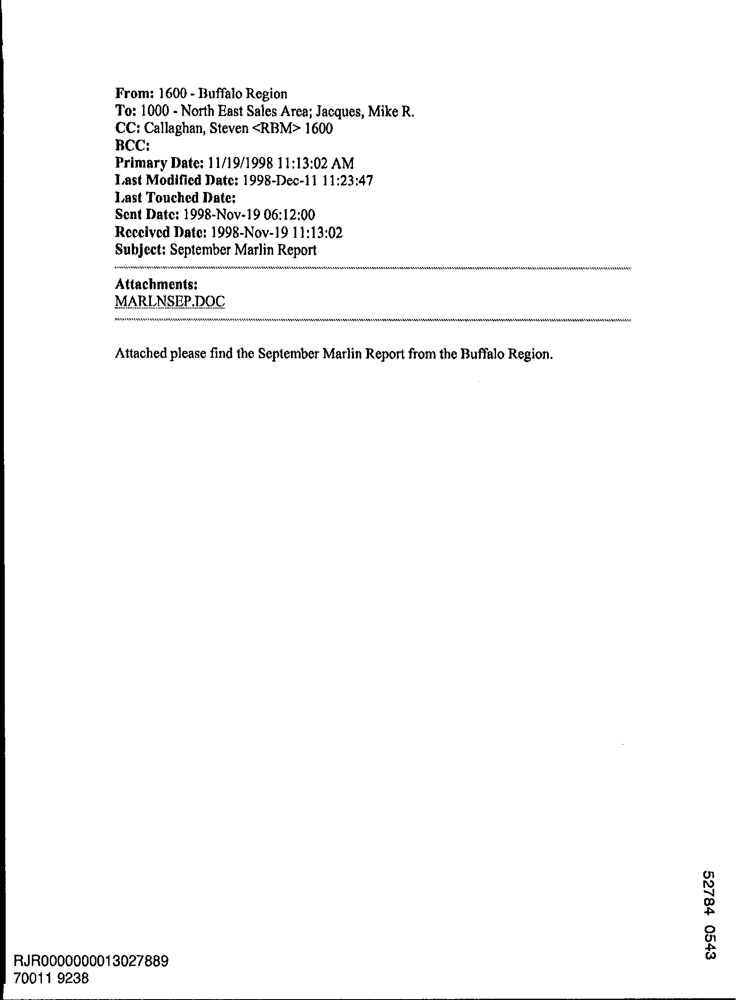 From: 1600 - Buffalo Region
To: 1000 - North East Sales Area; Jacques, Mike R.
CC: Callaghan, Steven <RBM> 1600
BCC:
Primary Date: 11/19/1998 11:13:02 AM
Last Modified Date: 1998-Dec-11 11:23:47
Last Touched Date:
Sent Date: 1998-Nov-19 06:12:00
Received Date: 1998-Nov-19 11:13:02
Subject: September Marlin Report
Attachments:
MARLNSEP.DOC
Attached please find the September Marlin Report from the Buffalo Region.
52784 0543
RJR0000000013027889
70011 9238